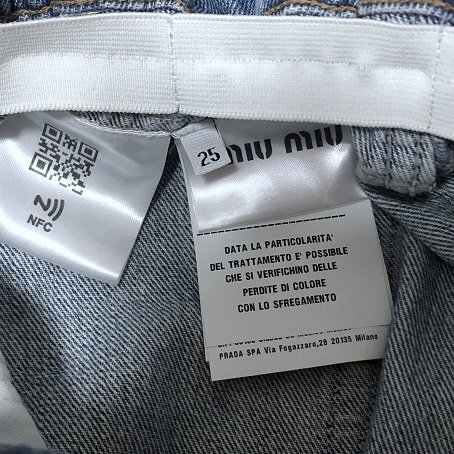 NFC
25
miu miu
DATA LA PARTICOLARITA'
DEL TRATTAMENTO E' POSSIBILE
CHE SI VERIFICHINO DELLE
PERDITE DI COLORE
CON LO SFREGAMENTO
PRADA SPA Via Fogazzaro,28 20135 Milano